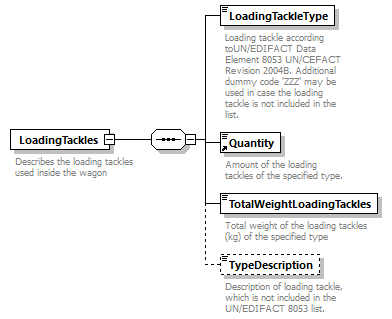 LoadingTackleType
Loading tackle according
toUN/EDIFACT Data
Element 8053 UN/CEFACT
Revision 2004B. Additional
dummy code 'ZZZ' may be
used in case the loading
tackle is not included in the
list.
LoadingTackles
Describes the loading tackles
used inside the wagon
Quantity
Amount of the loading
tackles of the specified type.
TotalWeightLoadingTackles
Total weight of the loading tackles
(kg) of the specified type
TypeDescription
Description of loading tackle,
which is not included in the
UN/EDIFACT 8053 list.